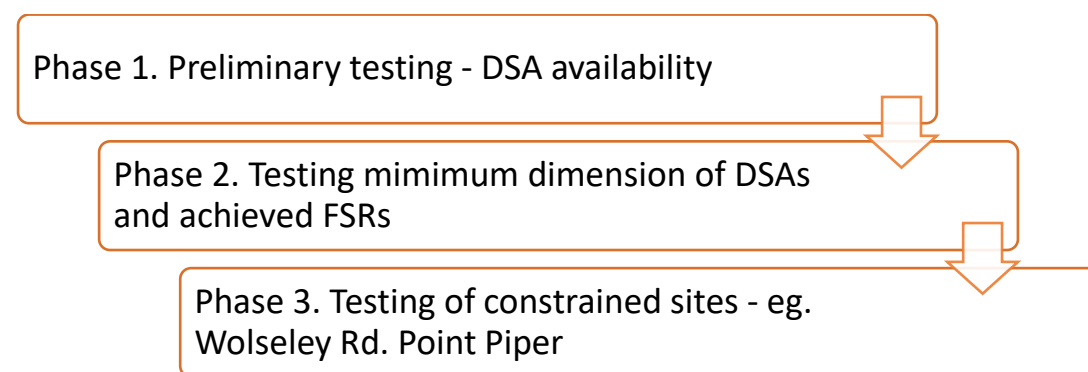 Phase 1. Preliminary testing - DSA availability
Phase 2. Testing mimimum dimension of DSAs
and achieved FSRs
Phase 3. Testing of constrained sites - eg.
Wolseley Rd. Point Piper